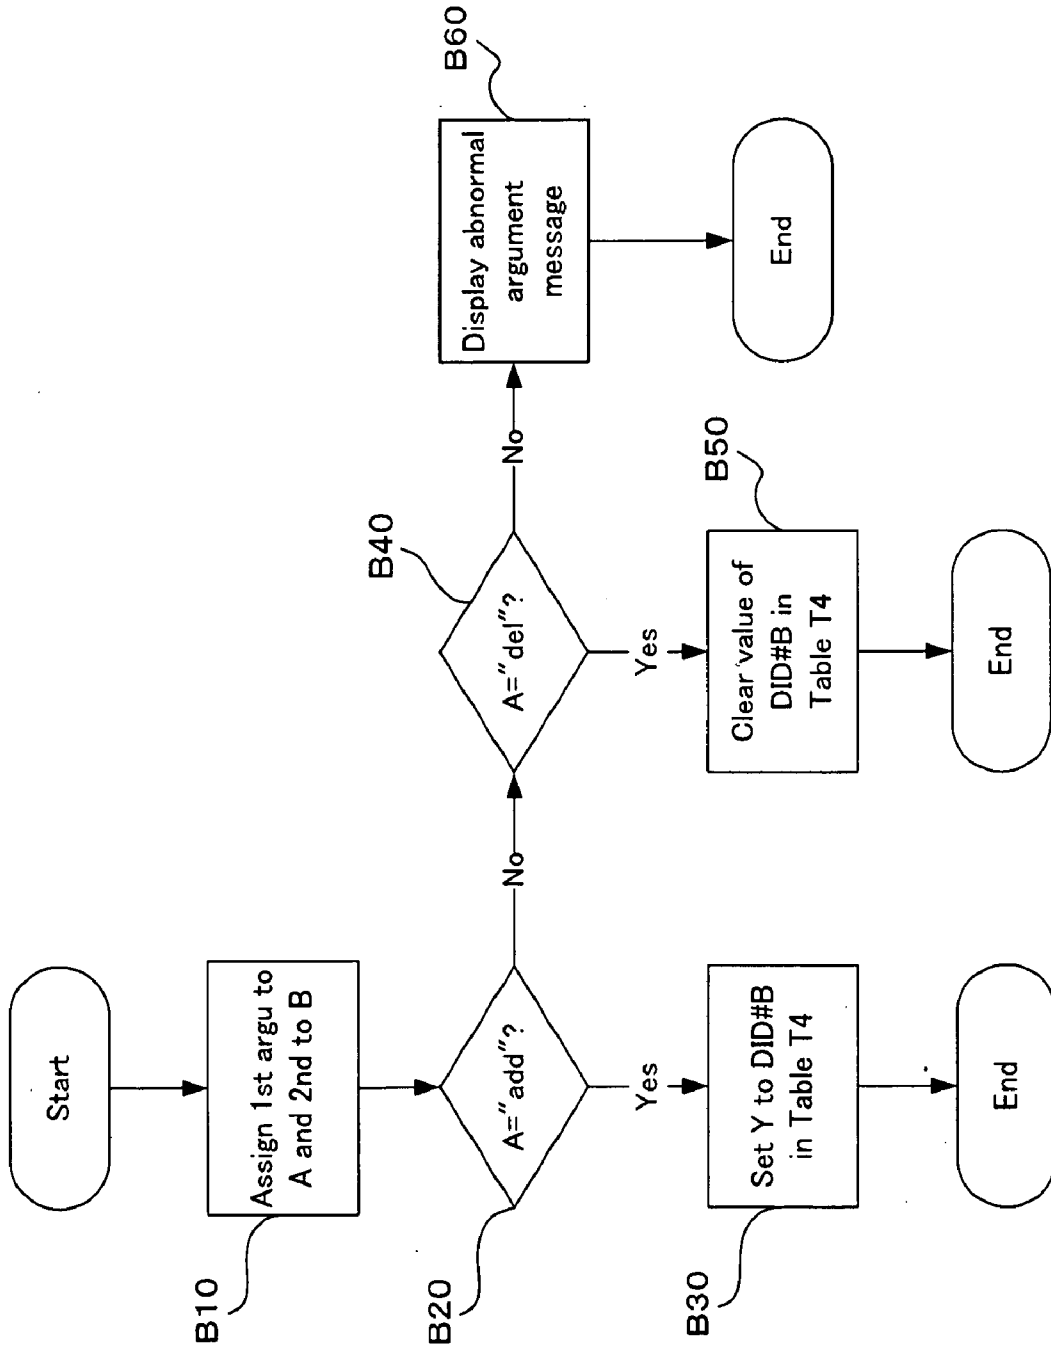 Start
B10
Assign 1st argu to
A and 2nd to B
B20
A="add"?
No
Yes
B30
Set Y to DID#B
in Table T4
End
B40
A="del"?
No
Yes
B50
Clear value of
DID#B in
Table T4
End
B60
Display abnormal
argument
message
End